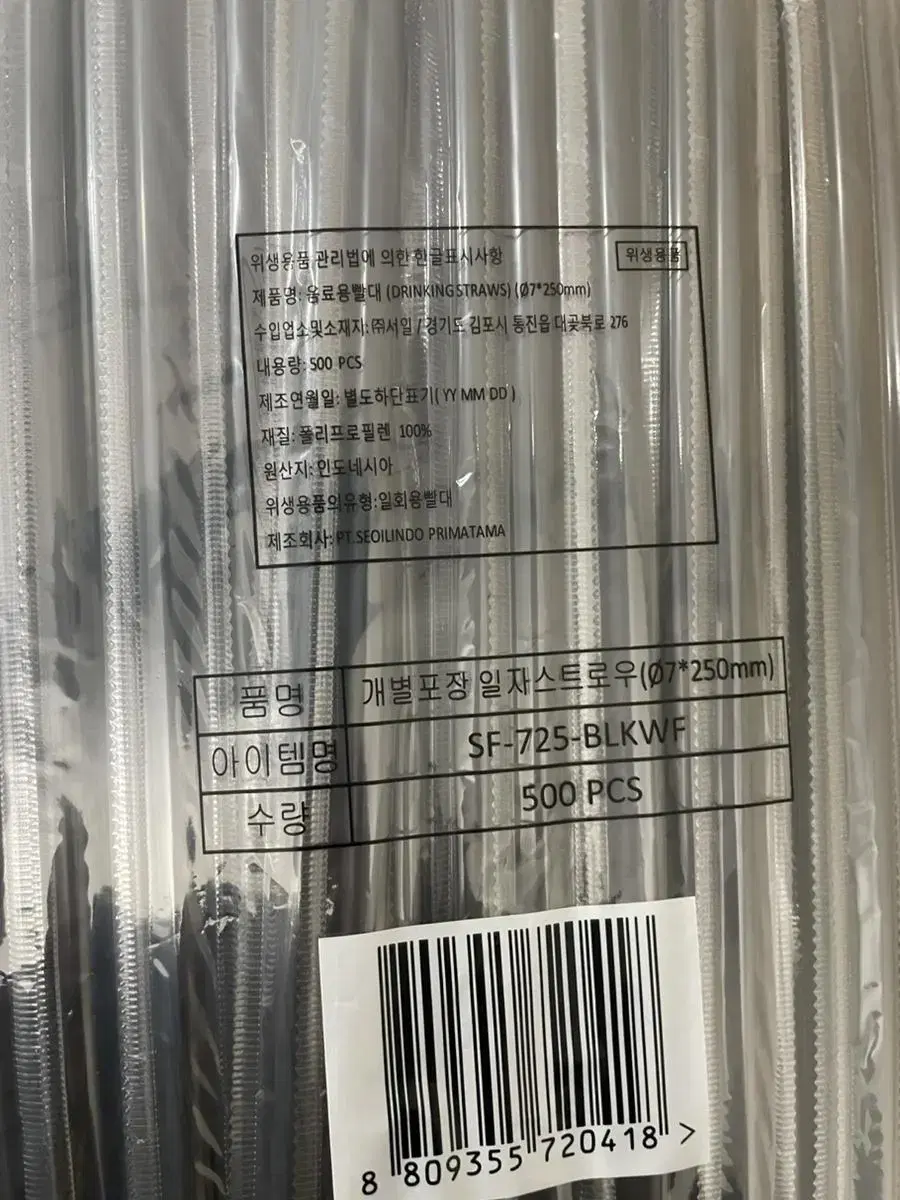 위생용품 관리법에 의한 한글표시사항
위생용품
제품명: 음료용빨대 (DRINKING STRAWS) (Ø7*250mm)
수입업소및소재지: ㈜서일 / 경기도 김포시 통진읍 대곶북로 276
내용량: 500 PCS
제조연월일: 별도하단표기( YY MM DD )
재질: 폴리프로필렌 100%
원산지: 인도네시아
위생용품의유형:일회용빨대
제조회사: PT.SEOILINDO PRIMATAMA
품명 개별포장 일자스트로우(Ø7*250mm)
아이템명 SF-725-BLKWF
수량 500 PCS
8 809355 720418 >